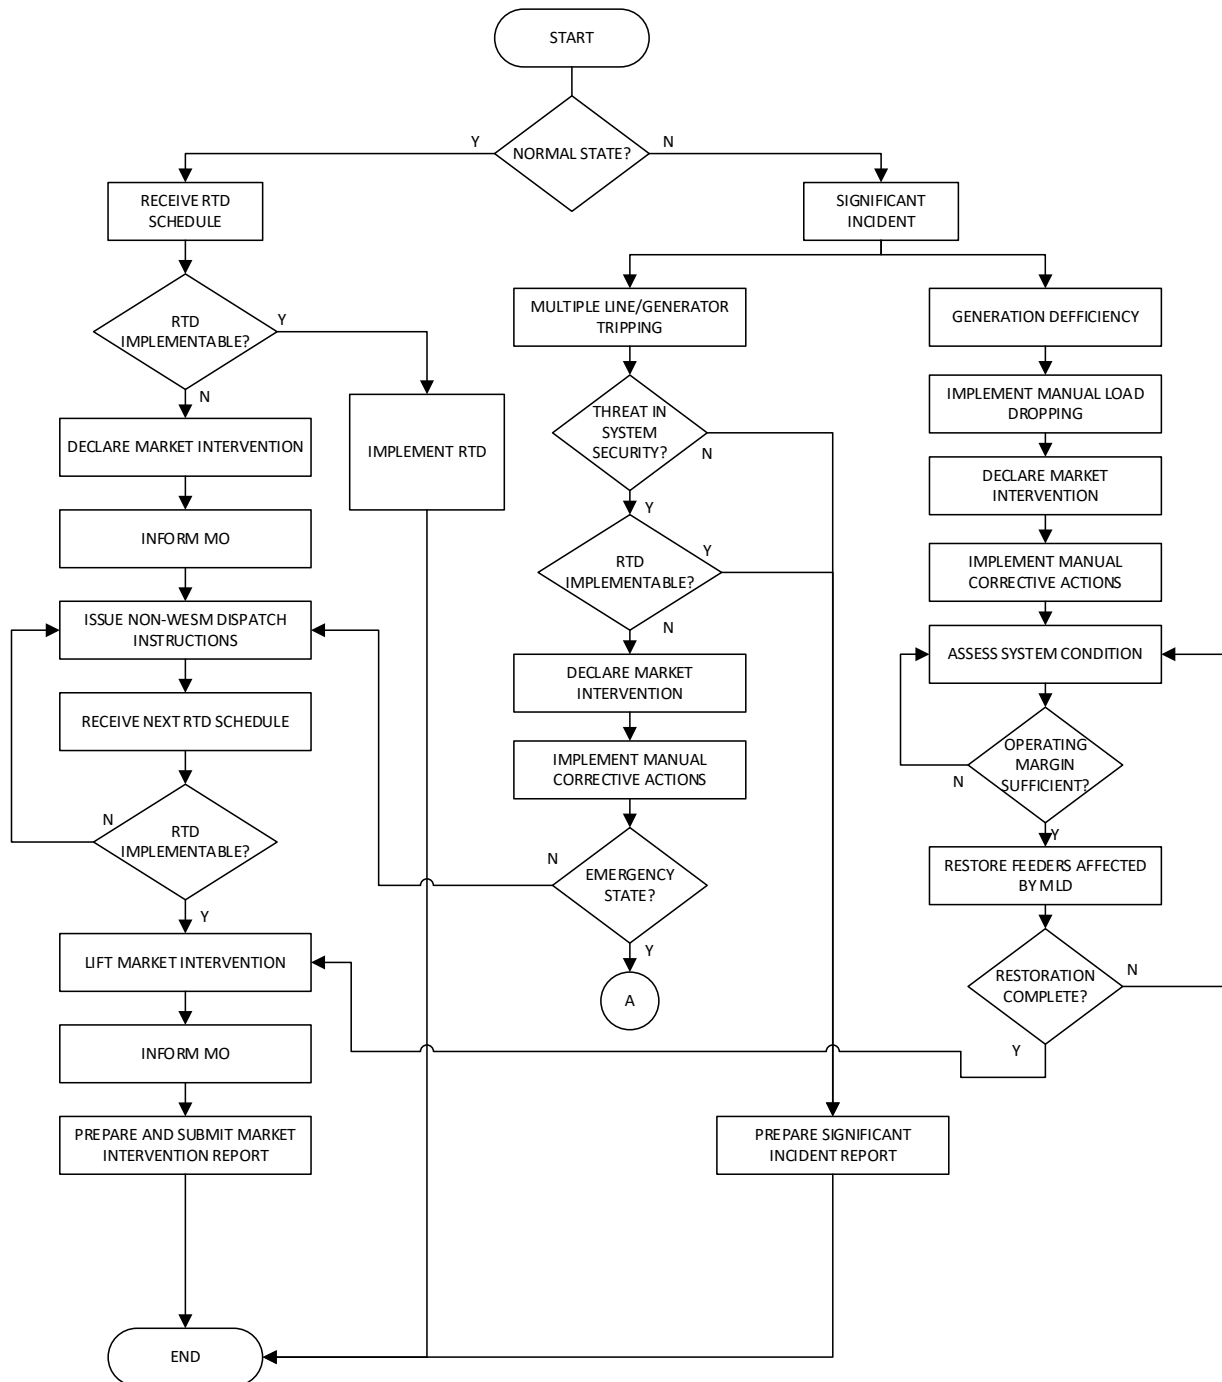 START
Y
NORMAL STATE?
N
RECEIVE RTD
SCHEDULE
SIGNIFICANT
INCIDENT
RTD
IMPLEMENTABLE?
Y
N
DECLARE MARKET INTERVENTION
INFORM MO
ISSUE NON-WESM DISPATCH
INSTRUCTIONS
RECEIVE NEXT RTD SCHEDULE
N
RTD
IMPLEMENTABLE?
Y
LIFT MARKET INTERVENTION
INFORM MO
PREPARE AND SUBMIT MARKET
INTERVENTION REPORT
END
IMPLEMENT RTD
MULTIPLE LINE/GENERATOR
TRIPPING
THREAT IN
SYSTEM
SECURITY?
N
Y
RTD
IMPLEMENTABLE?
Y
N
DECLARE MARKET
INTERVENTION
IMPLEMENT MANUAL
CORRECTIVE ACTIONS
N
EMERGENCY
STATE?
Y
A
PREPARE SIGNIFICANT
INCIDENT REPORT
GENERATION DEFFICIENCY
IMPLEMENT MANUAL LOAD
DROPPING
DECLARE MARKET
INTERVENTION
IMPLEMENT MANUAL
CORRECTIVE ACTIONS
ASSESS SYSTEM CONDITION
OPERATING
MARGIN
SUFFICIENT?
N
Y
RESTORE FEEDERS AFFECTED
BY MLD
RESTORATION
COMPLETE?
N
Y